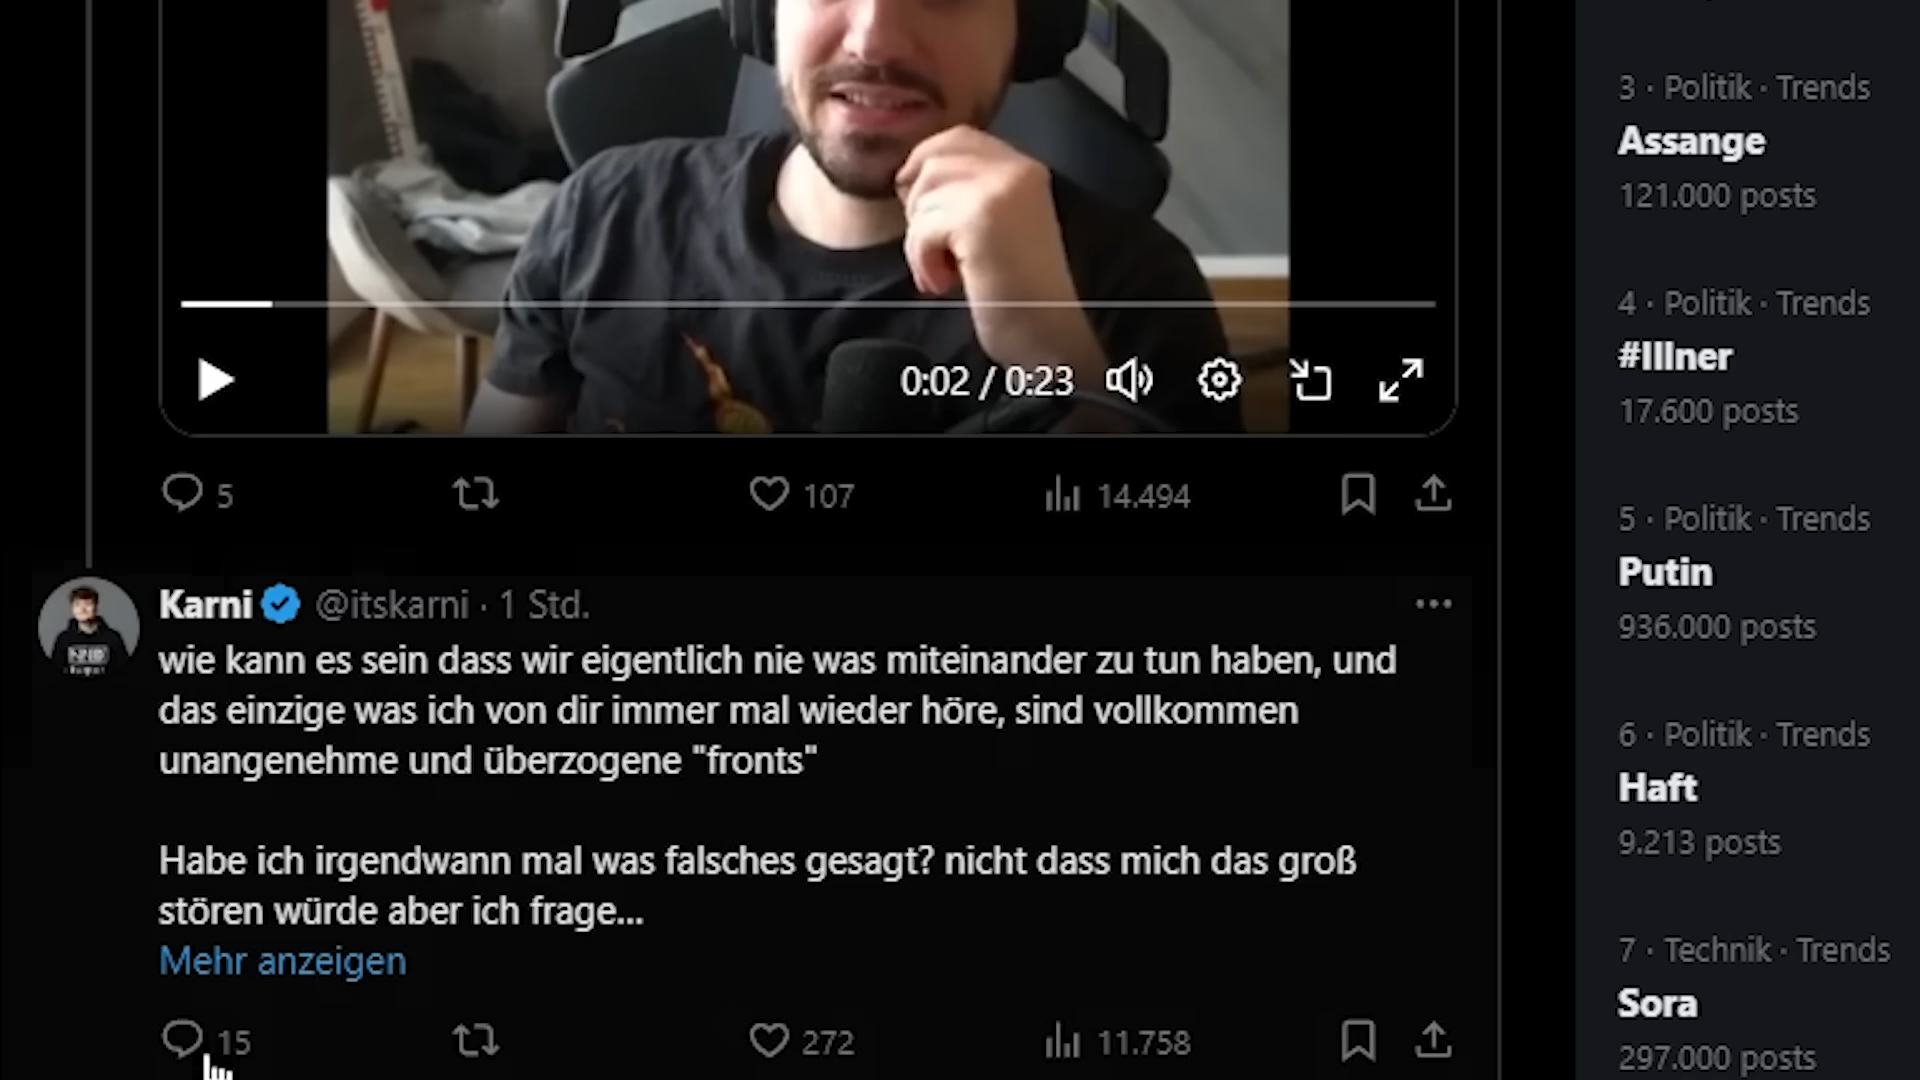 0:02 / 0:23
5
107
14.494
Karni @itskarni · 1 Std.
wie kann es sein dass wir eigentlich nie was miteinander zu tun haben, und
das einzige was ich von dir immer mal wieder höre, sind vollkommen
unangenehme und überzogene "fronts"
Habe ich irgendwann mal was falsches gesagt? nicht dass mich das groß
stören würde aber ich frage...
Mehr anzeigen
15
272
11.758
3 · Politik · Trends
Assange
121.000 posts
4 · Politik · Trends
#Illner
17.600 posts
5 · Politik · Trends
Putin
936.000 posts
6 · Politik · Trends
Haft
9.213 posts
7 · Technik · Trends
Sora
297.000 posts